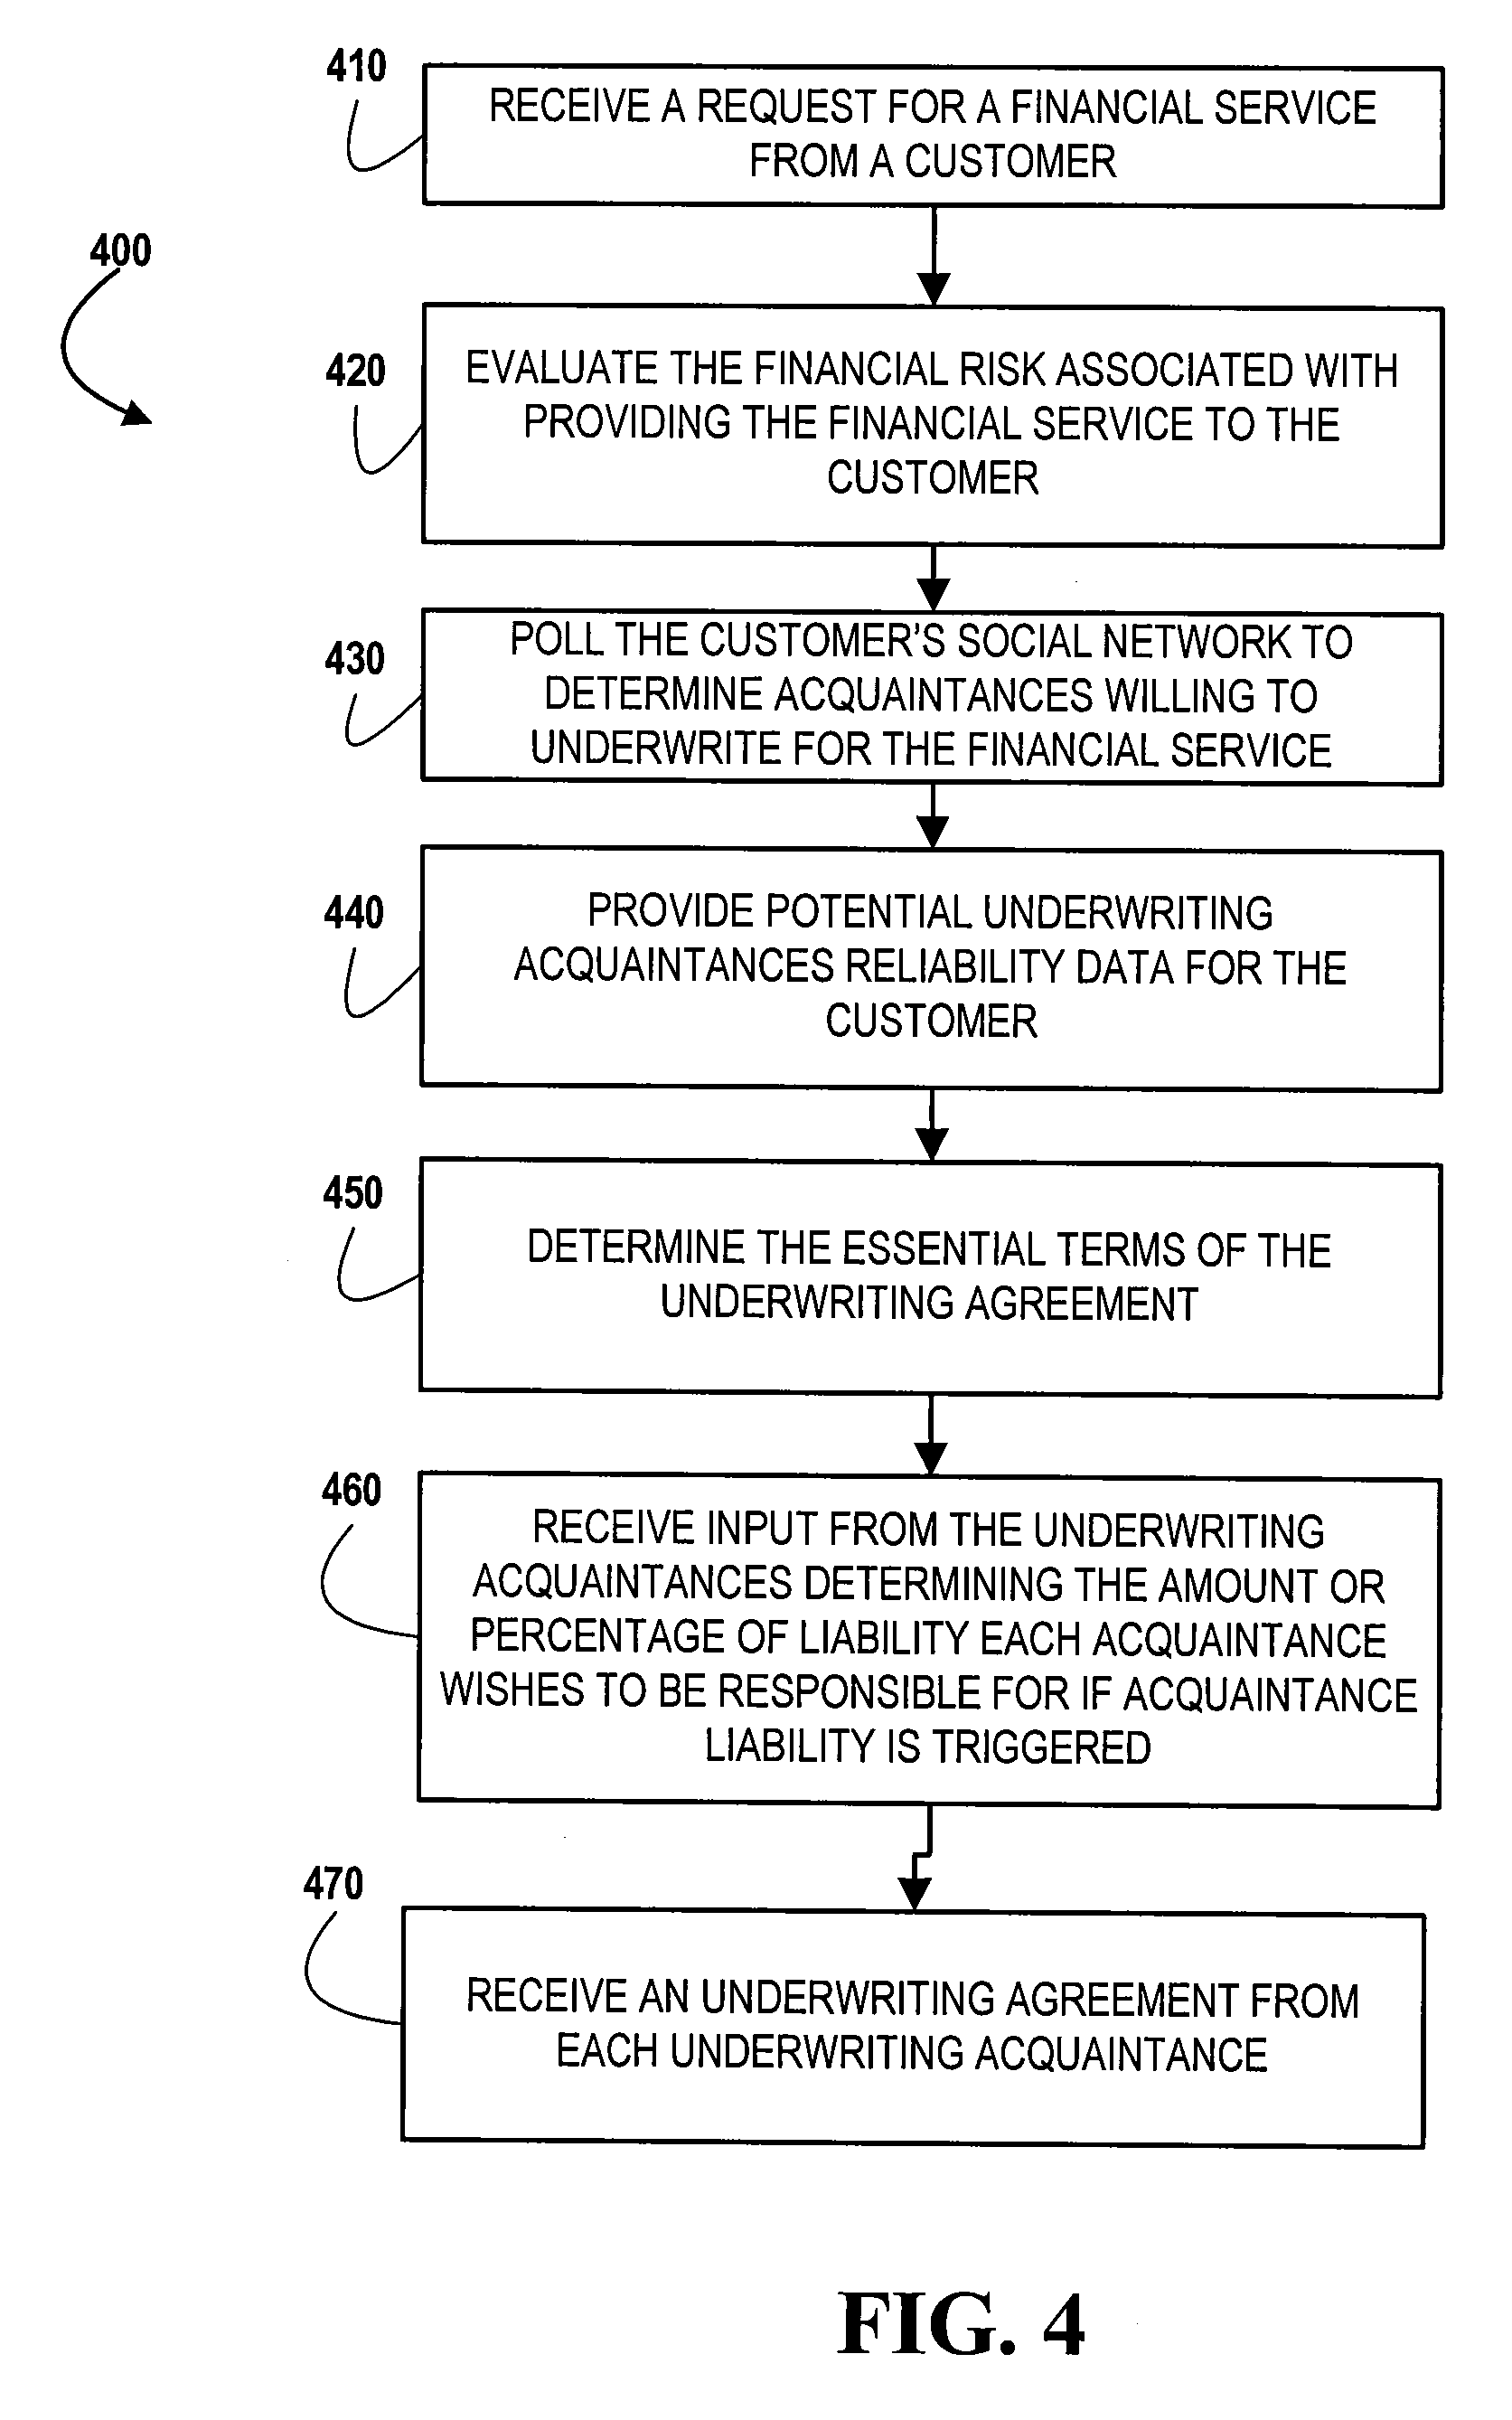 410
RECEIVE A REQUEST FOR A FINANCIAL SERVICE
FROM A CUSTOMER
400
420
EVALUATE THE FINANCIAL RISK ASSOCIATED WITH
PROVIDING THE FINANCIAL SERVICE TO THE
CUSTOMER
430
POLL THE CUSTOMER’S SOCIAL NETWORK TO
DETERMINE ACQUAINTANCES WILLING TO
UNDERWRITE FOR THE FINANCIAL SERVICE
440
PROVIDE POTENTIAL UNDERWRITING
ACQUAINTANCES RELIABILITY DATA FOR THE
CUSTOMER
450
DETERMINE THE ESSENTIAL TERMS OF THE
UNDERWRITING AGREEMENT
460
RECEIVE INPUT FROM THE UNDERWRITING
ACQUAINTANCES DETERMINING THE AMOUNT OR
PERCENTAGE OF LIABILITY EACH ACQUAINTANCE
WISHES TO BE RESPONSIBLE FOR IF ACQUAINTANCE
LIABILITY IS TRIGGERED
470
RECEIVE AN UNDERWRITING AGREEMENT FROM
EACH UNDERWRITING ACQUAINTANCE
FIG. 4